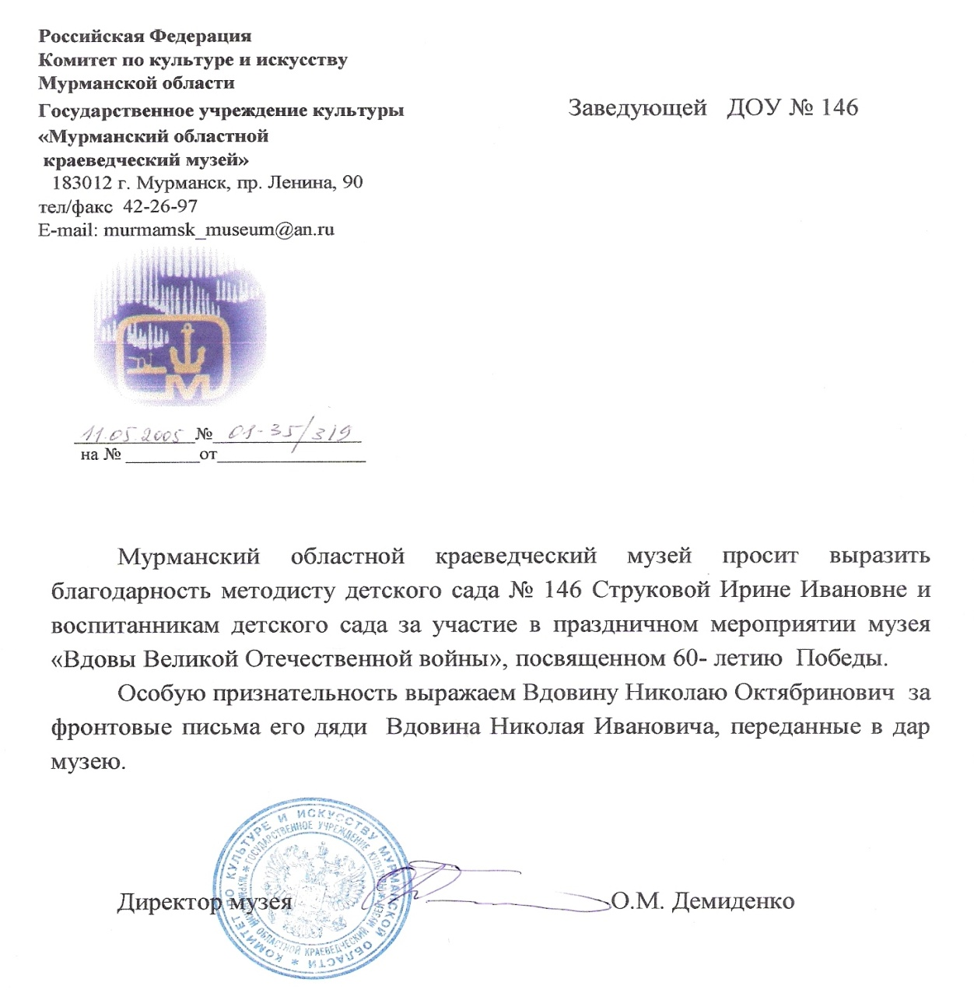 Российская Федерация
Комитет по культуре и искусству
Мурманской области
Государственное учреждение культуры
«Мурманский областной
краеведческий музей»
183012 г. Мурманск, пр. Ленина, 90
тел/факс 42-26-97
E-mail: murmamsk_museum@an.ru
Заведующей ДОУ № 146
М
11.05.2005 № 01-35/319
на № _________от__________________
Мурманский областной краеведческий музей просит выразить
благодарность методисту детского сада № 146 Струковой Ирине Ивановне и
воспитанникам детского сада за участие в праздничном мероприятии музея
«Вдовы Великой Отечественной войны», посвященном 60- летию Победы.
Особую признательность выражаем Вдовину Николаю Октябринович за
фронтовые письма его дяди Вдовина Николая Ивановича, переданные в дар
музею.
КОМИТЕТ ПО КУЛЬТУРЕ И ИСКУССТВУ МУРМАНСКОЙ ОБЛАСТИ
ГОСУДАРСТВЕННОЕ УЧРЕЖДЕНИЕ КУЛЬТУРЫ
ОБЛАСТНОЙ КРАЕВЕДЧЕСКИЙ МУЗЕЙ
Директор музея О.М. Демиденко